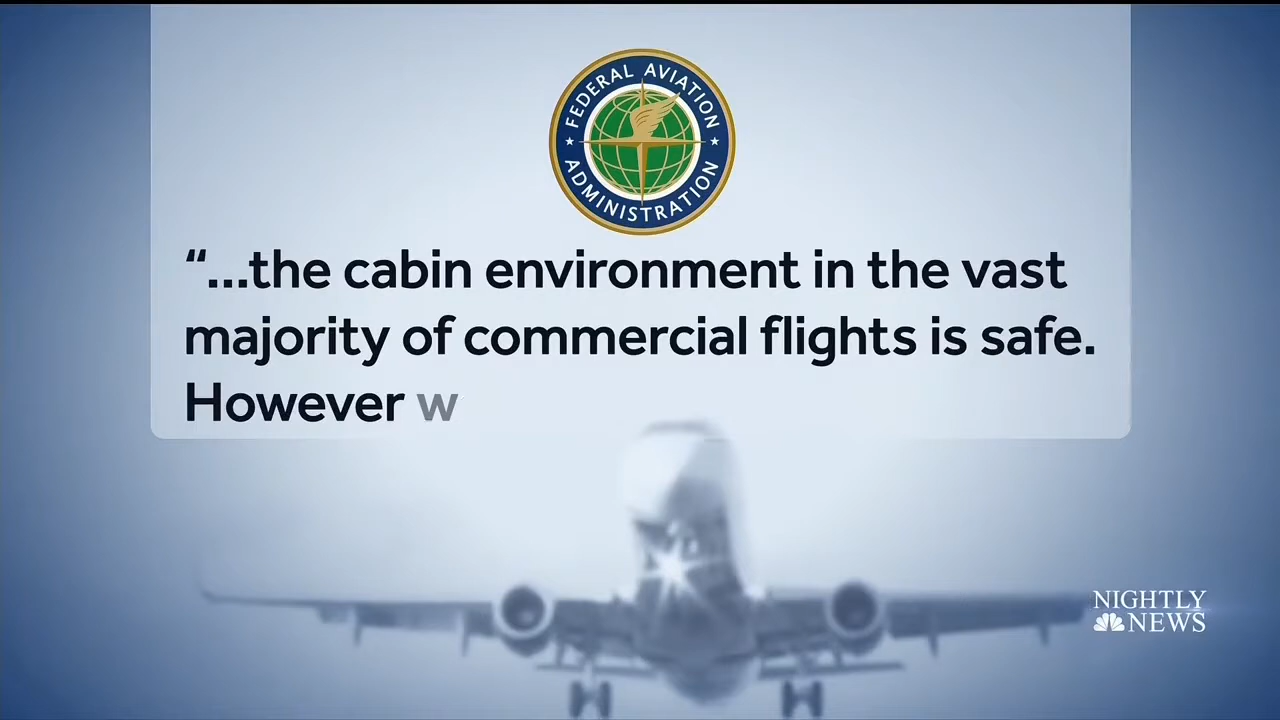 FEDERAL AVIATION
ADMINISTRATION
“...the cabin environment in the vast
majority of commercial flights is safe.
However w
NIGHTLY
NEWS